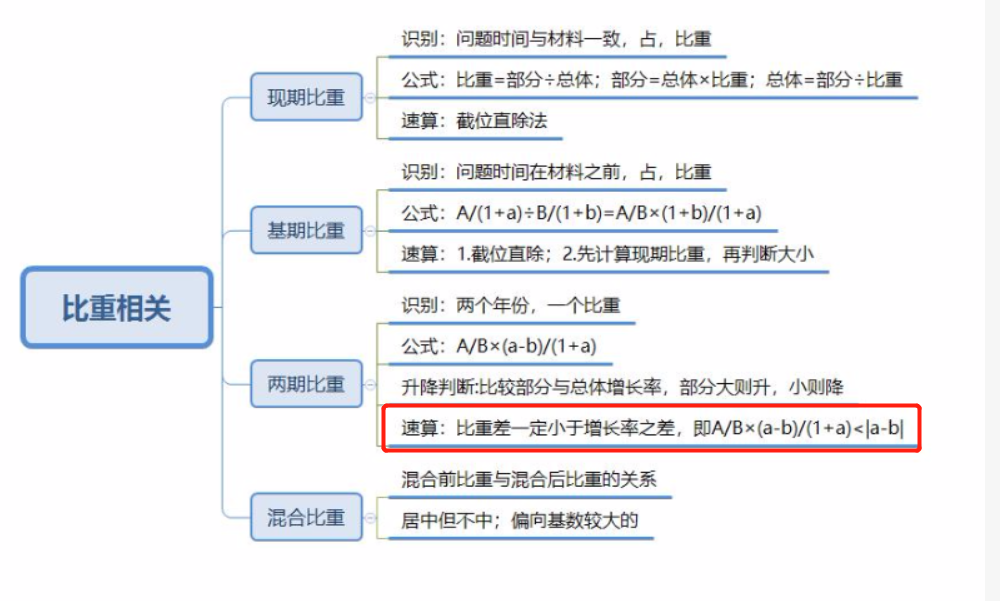 比重相关
现期比重
识别：问题时间与材料一致，占，比重
公式：比重=部分÷总体；部分=总体×比重；总体=部分÷比重
速算：截位直除法
基期比重
识别：问题时间在材料之前，占，比重
公式：A/(1+a)÷B/(1+b)=A/B×(1+b)/(1+a)
速算：1.截位直除；2.先计算现期比重，再判断大小
两期比重
识别：两个年份，一个比重
公式：A/B×(a-b)/(1+a)
升降判断:比较部分与总体增长率，部分大则升，小则降
速算：比重差一定小于增长率之差，即A/B×(a-b)/(1+a)<|a-b|
混合比重
混合前比重与混合后比重的关系
居中但不中；偏向基数较大的